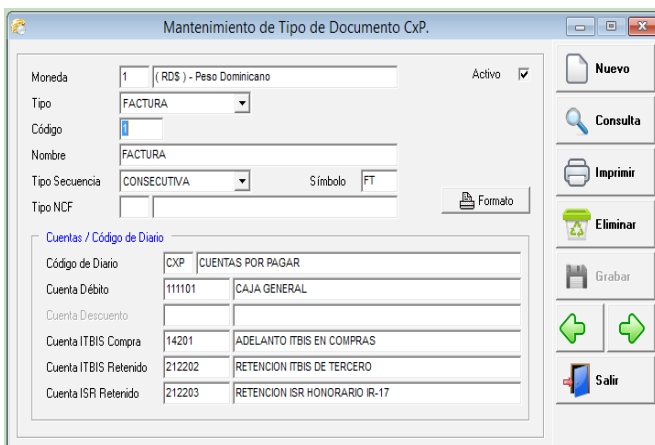 Mantenimiento de Tipo de Documento CxP.
Moneda 1 ( RD$ ) - Peso Dominicano Activo
Tipo FACTURA
Código 1
Nombre FACTURA
Tipo Secuencia CONSECUTIVA Símbolo FT
Tipo NCF
Formato
Cuentas / Código de Diario
Código de Diario CXP CUENTAS POR PAGAR
Cuenta Débito 111101 CAJA GENERAL
Cuenta Descuento
Cuenta ITBIS Compra 14201 ADELANTO ITBIS EN COMPRAS
Cuenta ITBIS Retenido 212202 RETENCION ITBIS DE TERCERO
Cuenta ISR Retenido 212203 RETENCION ISR HONORARIO IR-17
Nuevo
Consulta
Imprimir
Eliminar
Grabar
Salir